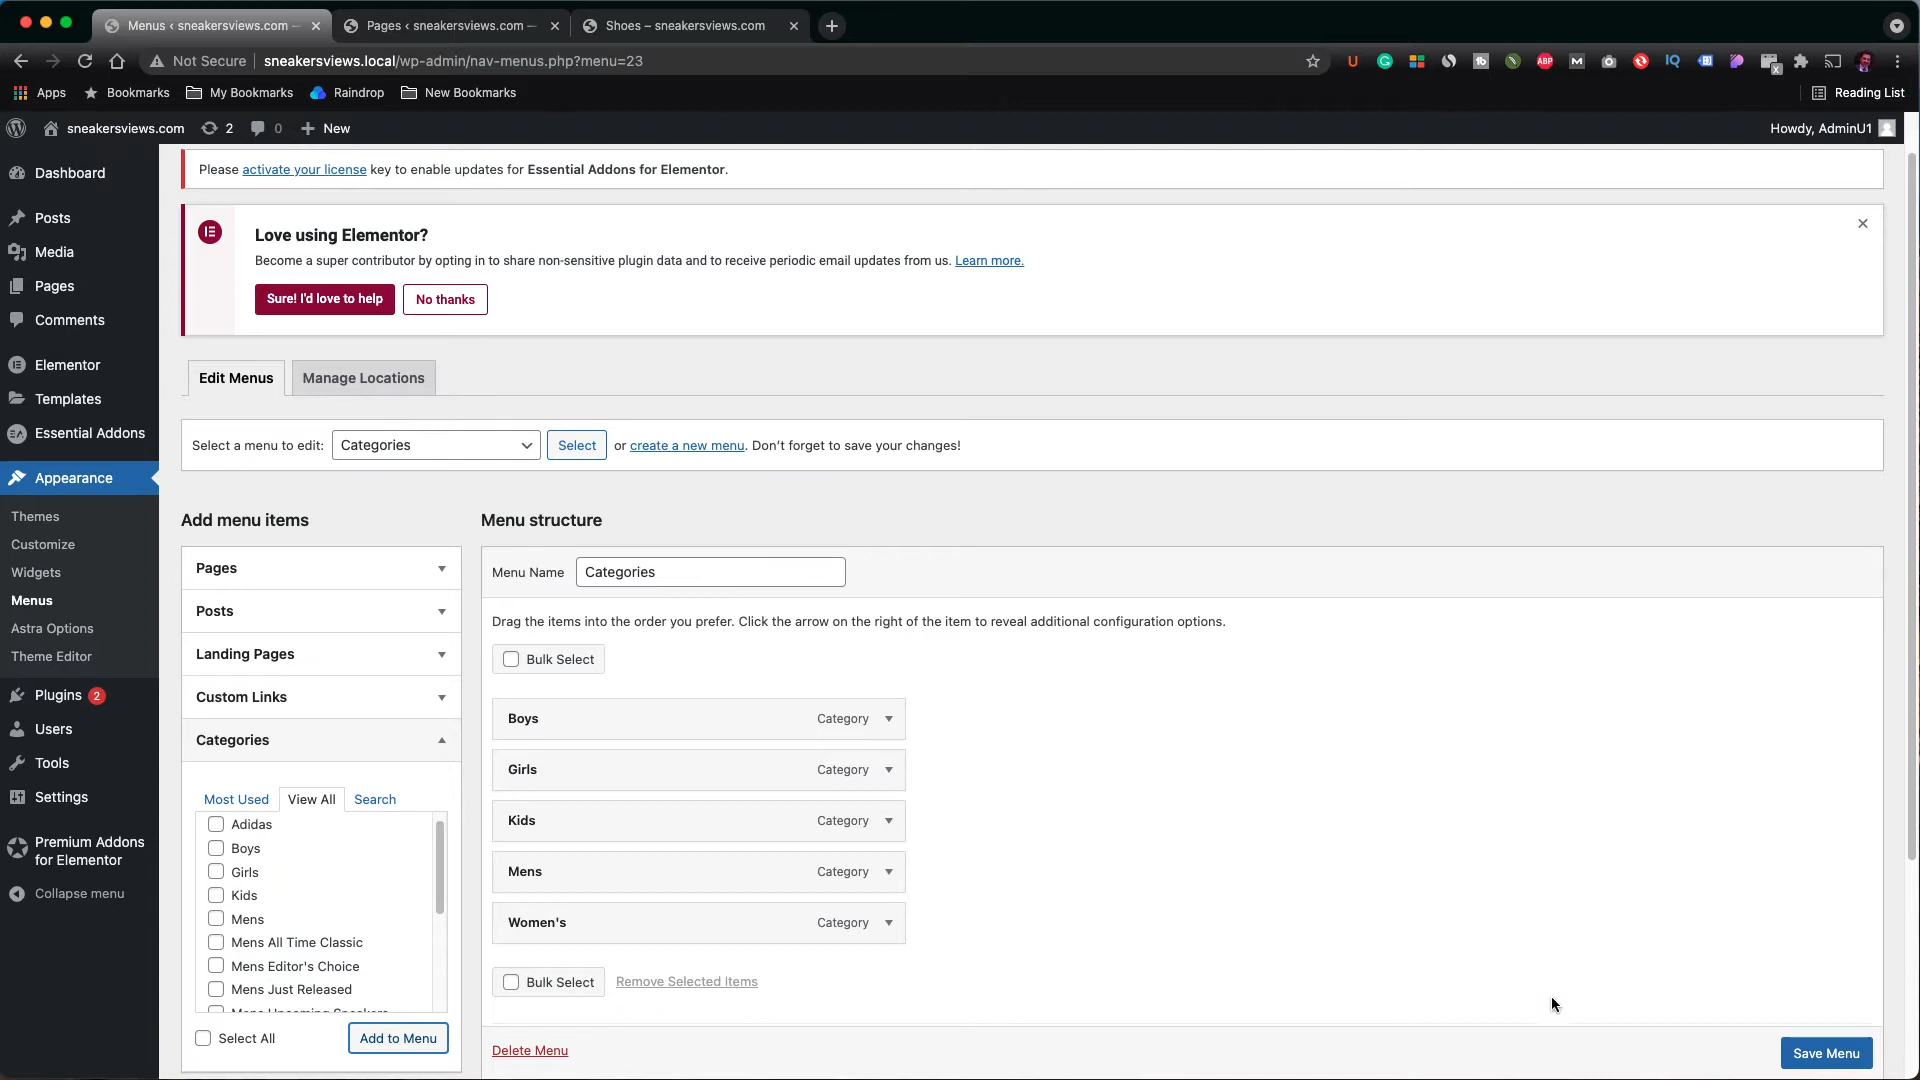 Menus ‹ sneakersviews.com —
Pages ‹ sneakersviews.com —
Shoes – sneakersviews.com
Not Secure
sneakersviews.local/wp-admin/nav-menus.php?menu=23
Apps
Bookmarks
My Bookmarks
Raindrop
New Bookmarks
Reading List
sneakersviews.com
2
0
New
Howdy, AdminU1
Dashboard
Posts
Media
Pages
Comments
Elementor
Templates
Essential Addons
Appearance
Themes
Customize
Widgets
Menus
Astra Options
Theme Editor
Plugins 2
Users
Tools
Settings
Premium Addons
for Elementor
Collapse menu
Please activate your license key to enable updates for Essential Addons for Elementor.
Love using Elementor?
Become a super contributor by opting in to share non-sensitive plugin data and to receive periodic email updates from us. Learn more.
Sure! I'd love to help
No thanks
Edit Menus
Manage Locations
Select a menu to edit:
Categories
Select
or create a new menu. Don’t forget to save your changes!
Add menu items
Pages
Posts
Landing Pages
Custom Links
Categories
Most Used
View All
Search
Adidas
Boys
Girls
Kids
Mens
Mens All Time Classic
Mens Editor's Choice
Mens Just Released
Select All
Add to Menu
Menu structure
Menu Name
Categories
Drag the items into the order you prefer. Click the arrow on the right of the item to reveal additional configuration options.
Bulk Select
Boys Category
Girls Category
Kids Category
Mens Category
Women's Category
Bulk Select
Remove Selected Items
Delete Menu
Save Menu